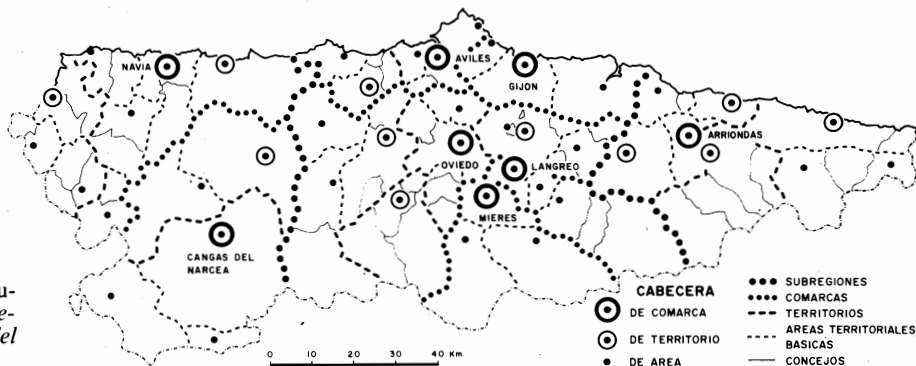 NAVIA
AVILES
GIJON
ARRIONDAS
OVIEDO
LANGREO
MIERES
CANGAS DEL
NARCEA
u-
e-
del
CABECERA
DE COMARCA
DE TERRITORIO
DE AREA
SUBREGIONES
COMARCAS
TERRITORIOS
AREAS TERRITORIALES
BASICAS
CONCEJOS
0 10 20 30 40 Km.